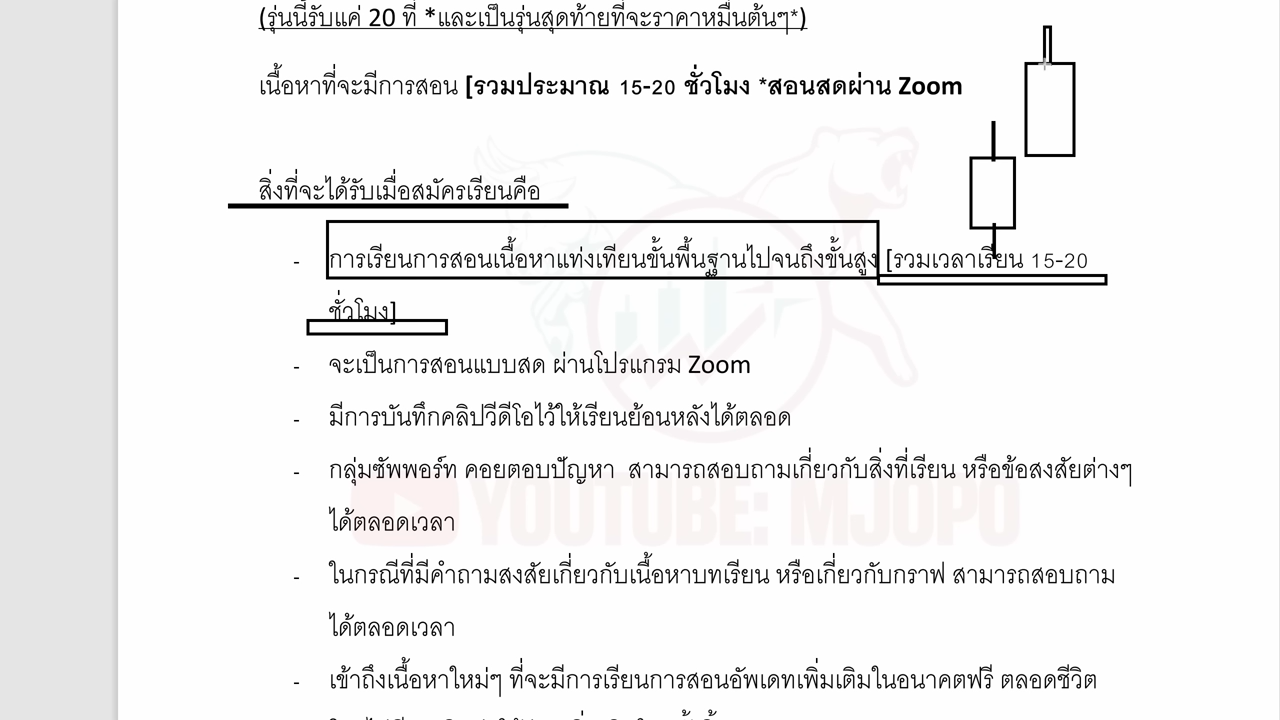 (รุ่นนี้รับแค่ 20 ที่ *และเป็นรุ่นสุดท้ายที่จะราคาหมื่นต้นๆ*)
เนื้อหาที่จะมีการสอน [รวมประมาณ 15-20 ชั่วโมง *สอนสดผ่าน Zoom
สิ่งที่จะได้รับเมื่อสมัครเรียนคือ
- การเรียนการสอนเนื้อหาแท่งเทียนขั้นพื้นฐานไปจนถึงขั้นสูง [รวมเวลาเรียน 15-20
ชั่วโมง]
- จะเป็นการสอนแบบสด ผ่านโปรแกรม Zoom
- มีการบันทึกคลิปวีดีโอไว้ให้เรียนย้อนหลังได้ตลอด
- กลุ่มซัพพอร์ท คอยตอบปัญหา สามารถสอบถามเกี่ยวกับสิ่งที่เรียน หรือข้อสงสัยต่างๆ
YOUTUBE: MJOPO
ได้ตลอดเวลา
- ในกรณีที่มีคำถามสงสัยเกี่ยวกับเนื้อหาบทเรียน หรือเกี่ยวกับกราฟ สามารถสอบถาม
ได้ตลอดเวลา
- เข้าถึงเนื้อหาใหม่ๆ ที่จะมีการเรียนการสอนอัพเดทเพิ่มเติมในอนาคตฟรี ตลอดชีวิต